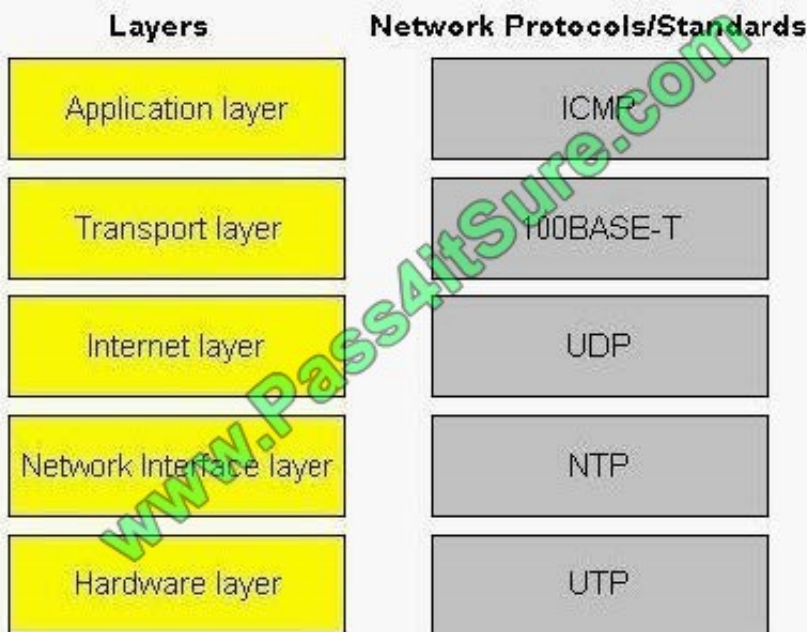 Layers Network Protocols/Standards
Application layer ICMP
Transport layer 100BASE-T
Internet layer UDP
Network Interface layer NTP
Hardware layer UTP
www.Pass4itSure.com